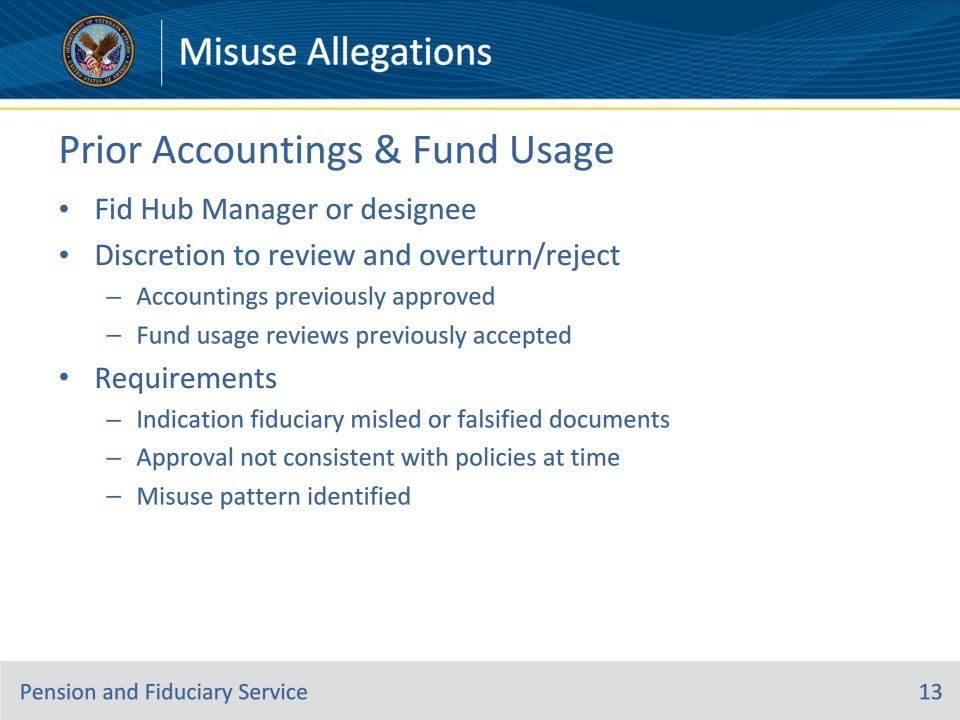 Misuse Allegations
Prior Accountings & Fund Usage
• Fid Hub Manager or designee
• Discretion to review and overturn/reject
– Accountings previously approved
– Fund usage reviews previously accepted
• Requirements
– Indication fiduciary misled or falsified documents
– Approval not consistent with policies at time
– Misuse pattern identified
Pension and Fiduciary Service
13